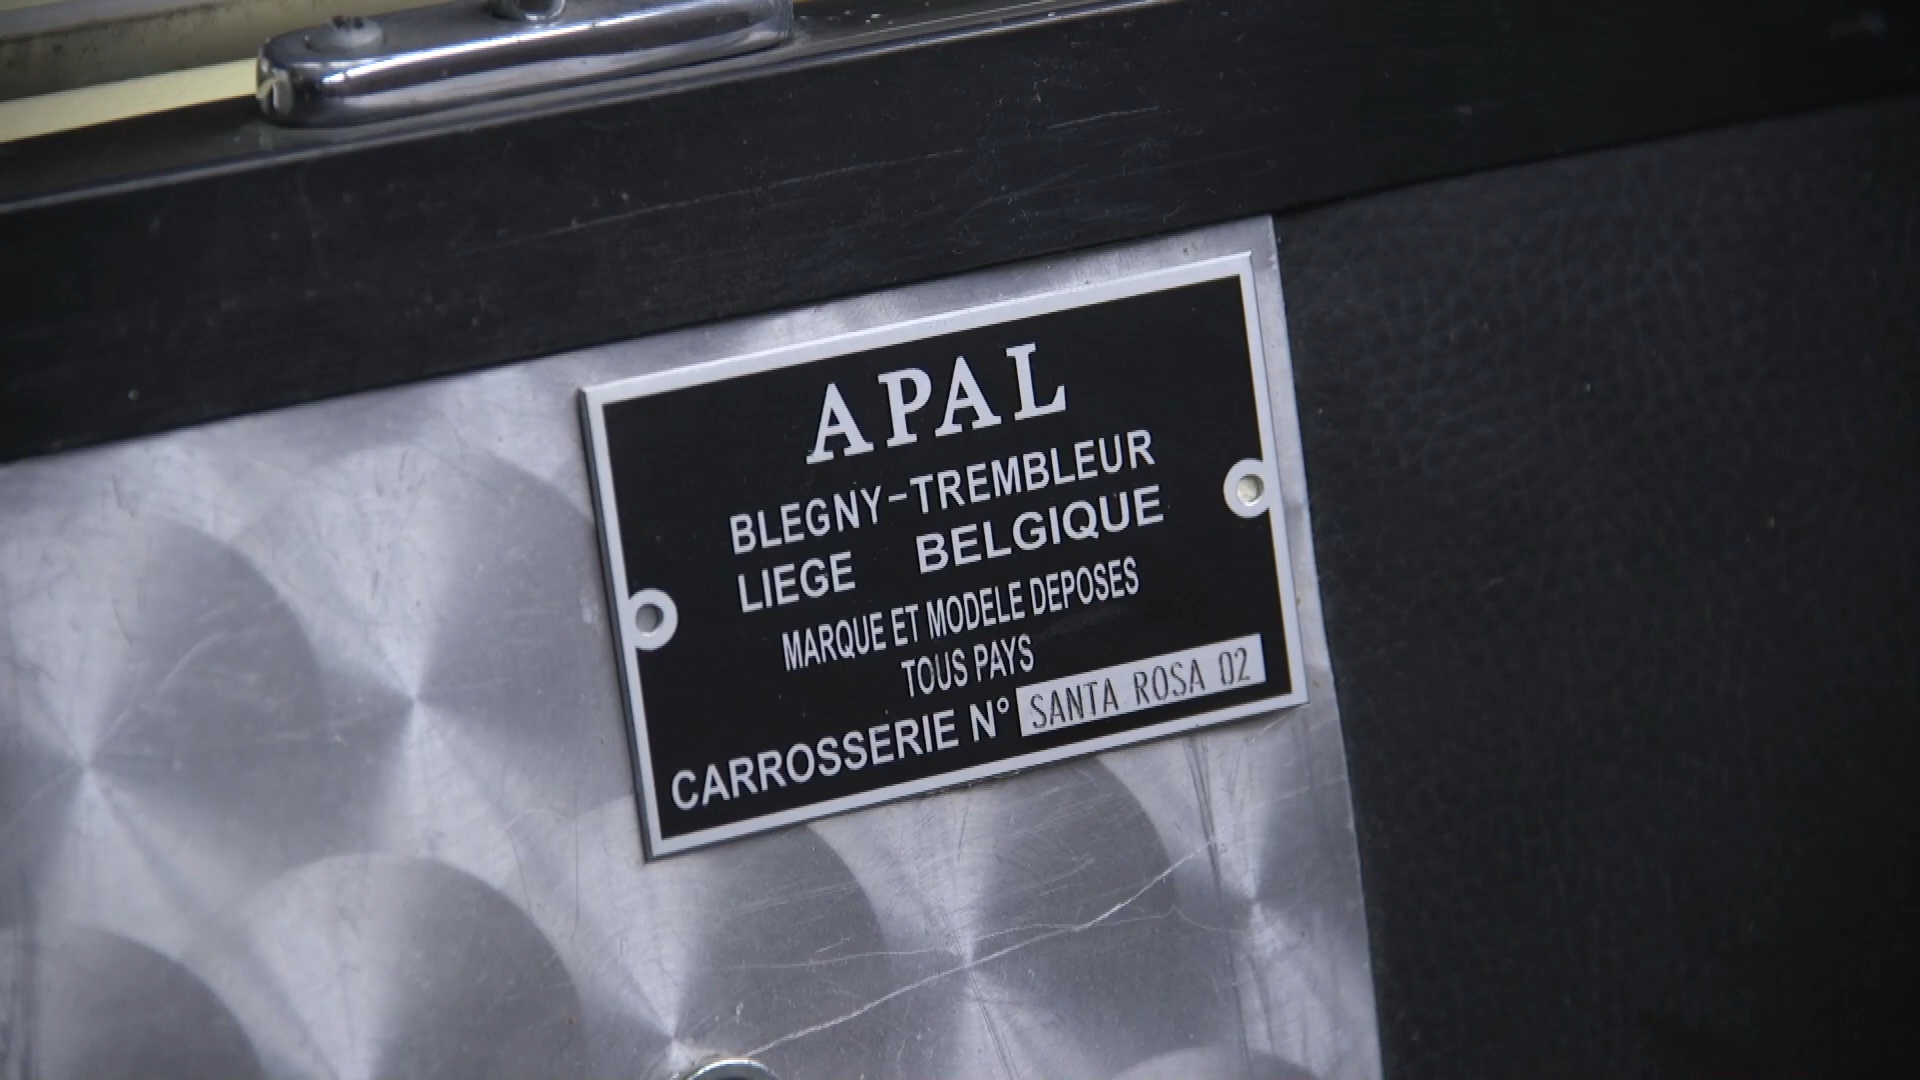 APAL
BLEGNY-TREMBLEUR
LIEGE BELGIQUE
MARQUE ET MODELE DEPOSES
TOUS PAYS
CARROSSERIE N° SANTA ROSA 02